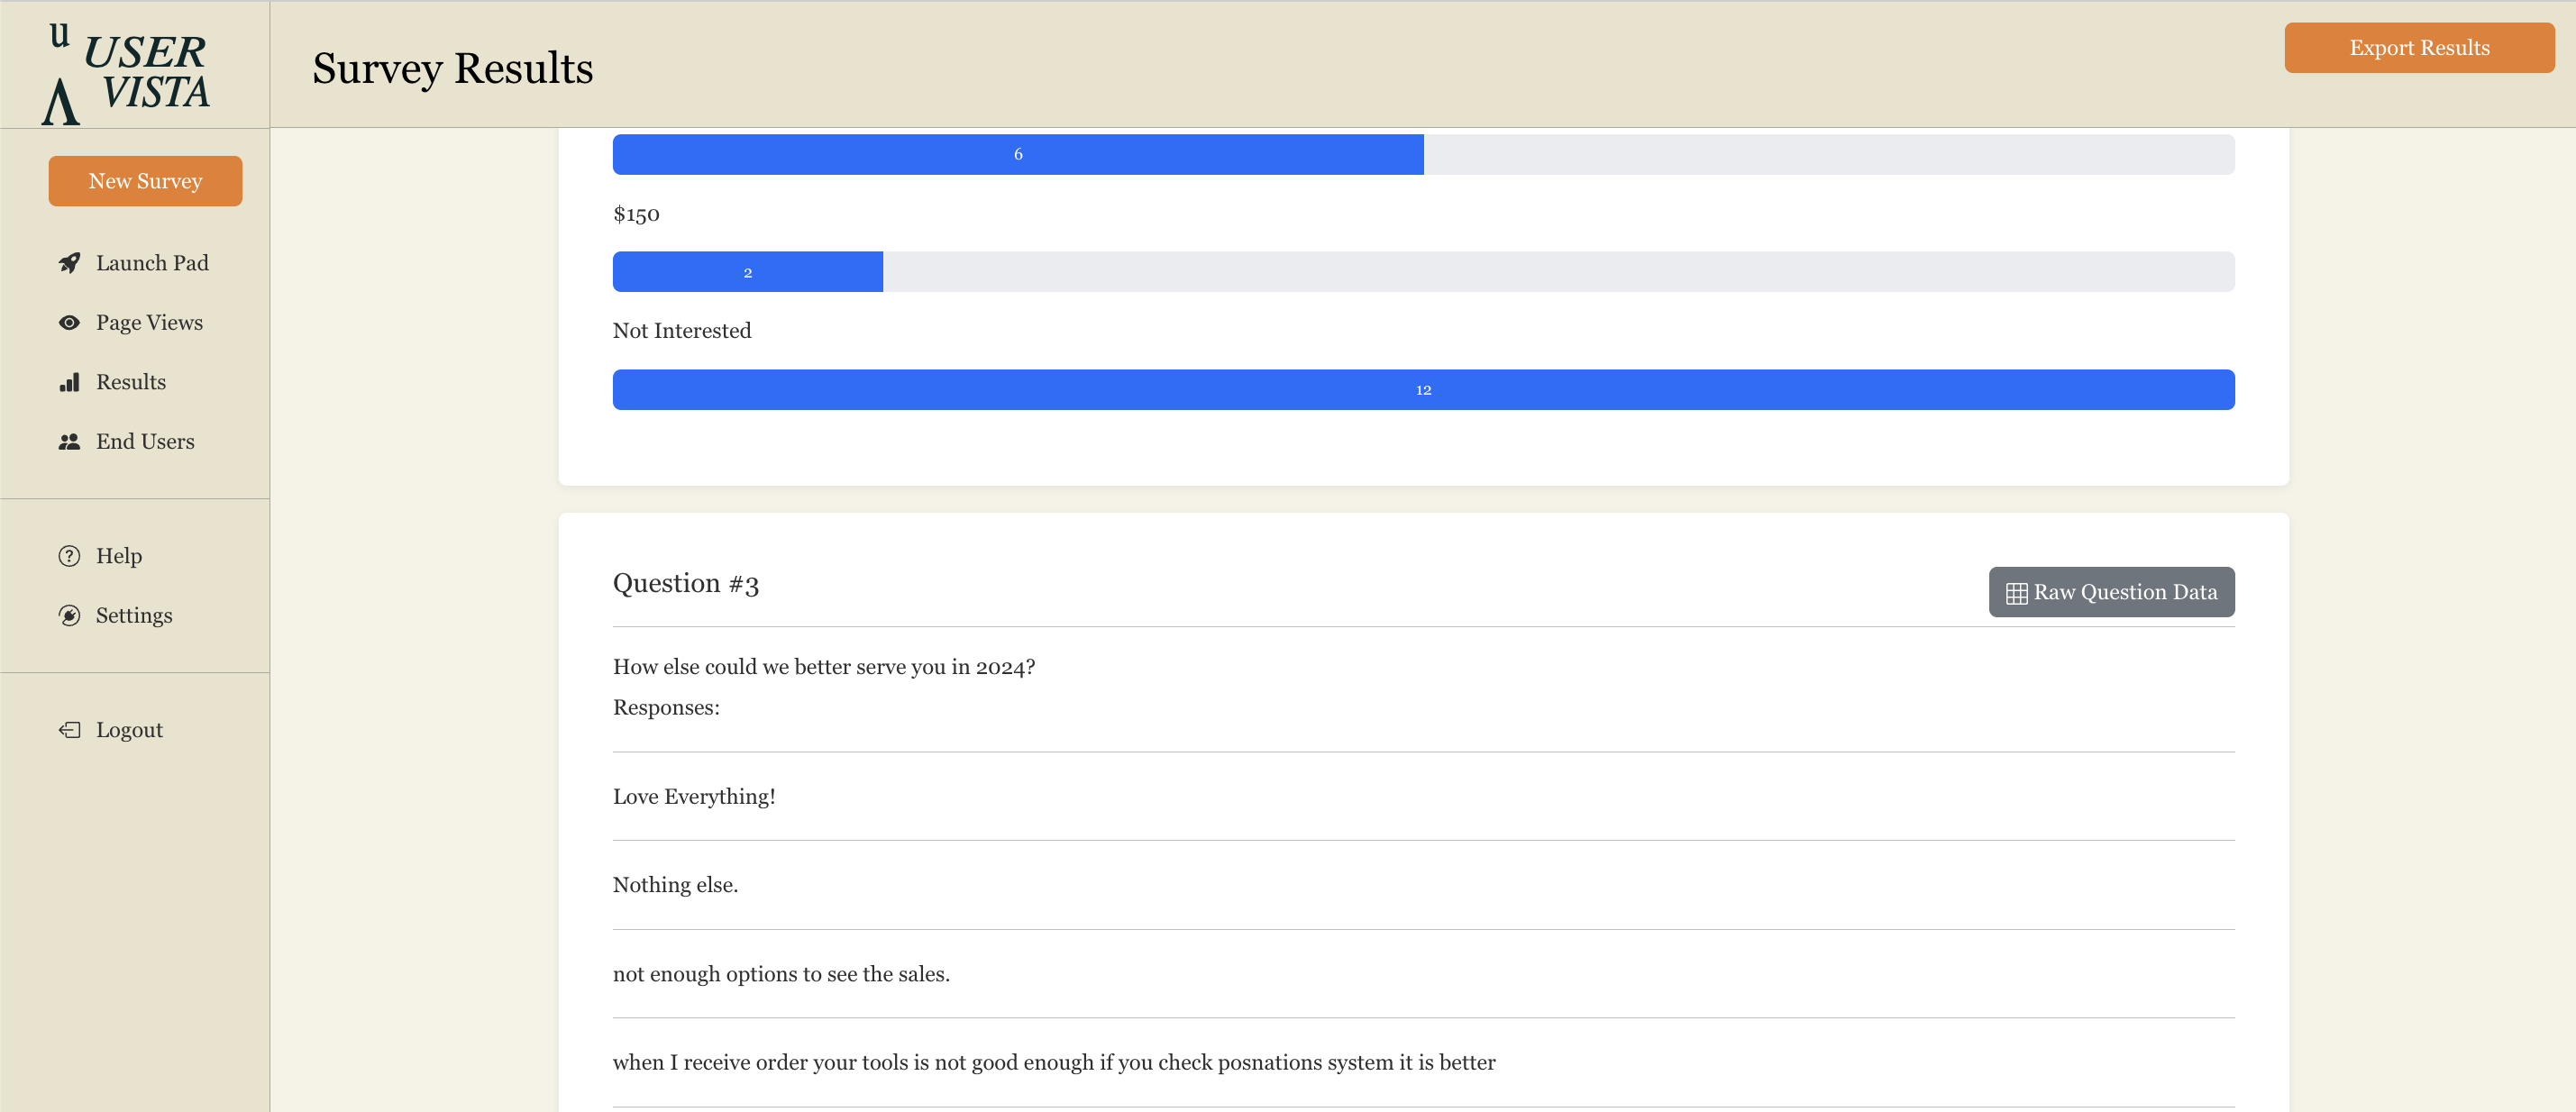 u
USER
VISTA
Λ
Survey Results
Export Results
New Survey
Launch Pad
Page Views
Results
End Users
Help
Settings
Logout
6
$150
2
Not Interested
12
Question #3
Raw Question Data
How else could we better serve you in 2024?
Responses:
Love Everything!
Nothing else.
not enough options to see the sales.
when I receive order your tools is not good enough if you check posnations system it is better